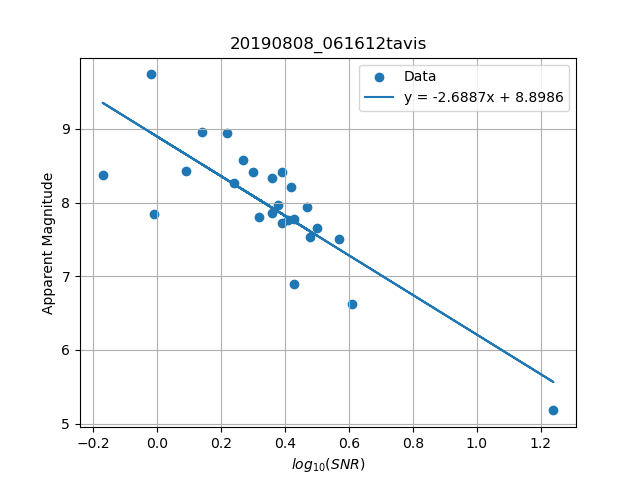 20190808_061612tavis
Data
y = -2.6887x + 8.8986
Apparent Magnitude
9
8
7
6
5
−0.2 0.0 0.2 0.4 0.6 0.8 1.0 1.2
log10(SNR)